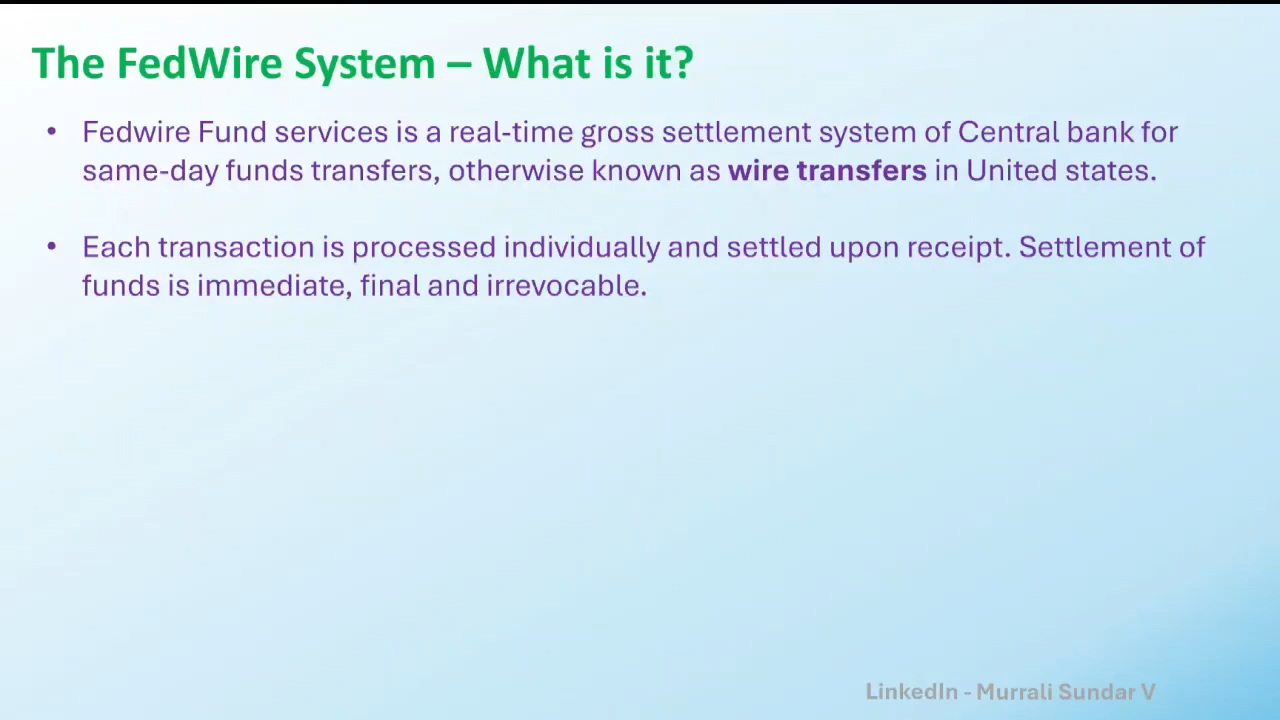 The FedWire System – What is it?
• Fedwire Fund services is a real-time gross settlement system of Central bank for
same-day funds transfers, otherwise known as wire transfers in United states.
• Each transaction is processed individually and settled upon receipt. Settlement of
funds is immediate, final and irrevocable.
LinkedIn - Murrali Sundar V